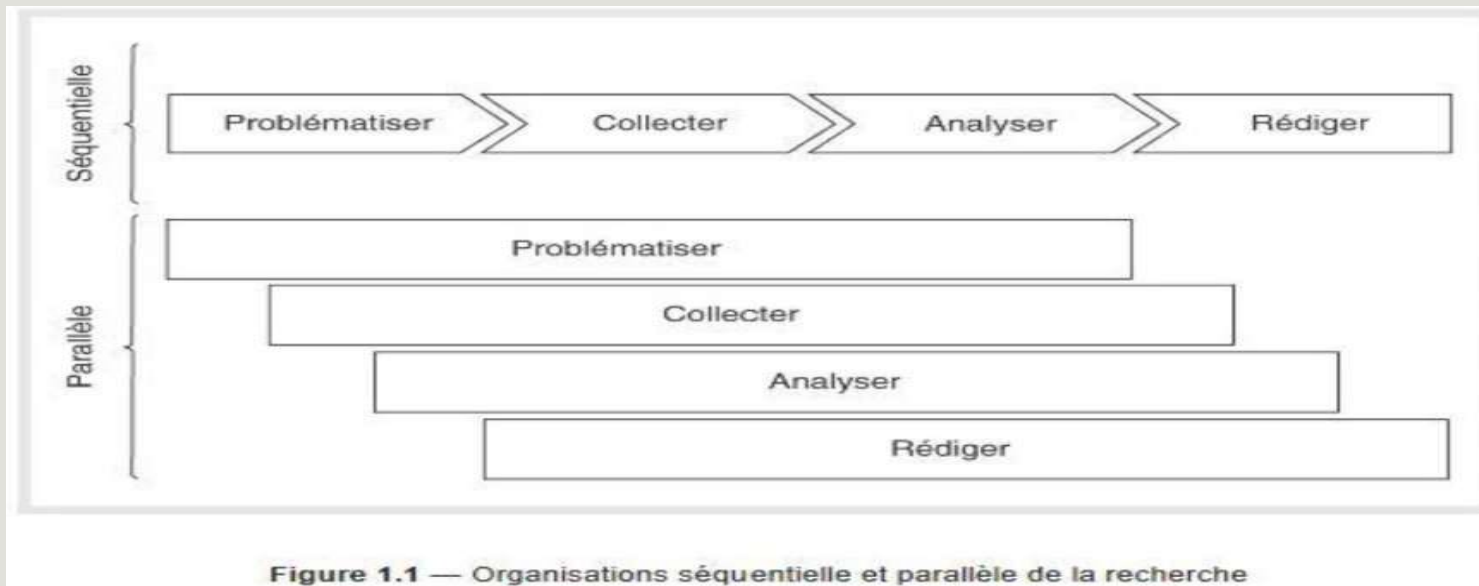 Séquentielle
Problématiser
Collecter
Analyser
Rédiger
Parallèle
Problématiser
Collecter
Analyser
Rédiger
Figure 1.1 — Organisations séquentielle et parallèle de la recherche